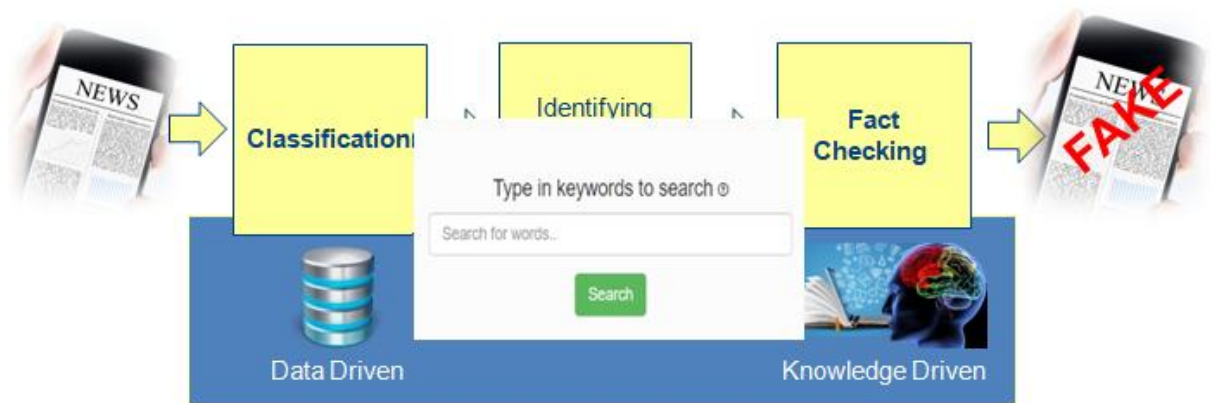 NEWS
Classification
Identifying
Fact
Checking
NEWS
FAKE
Type in keywords to search
Search for words..
Search
Data Driven
Knowledge Driven